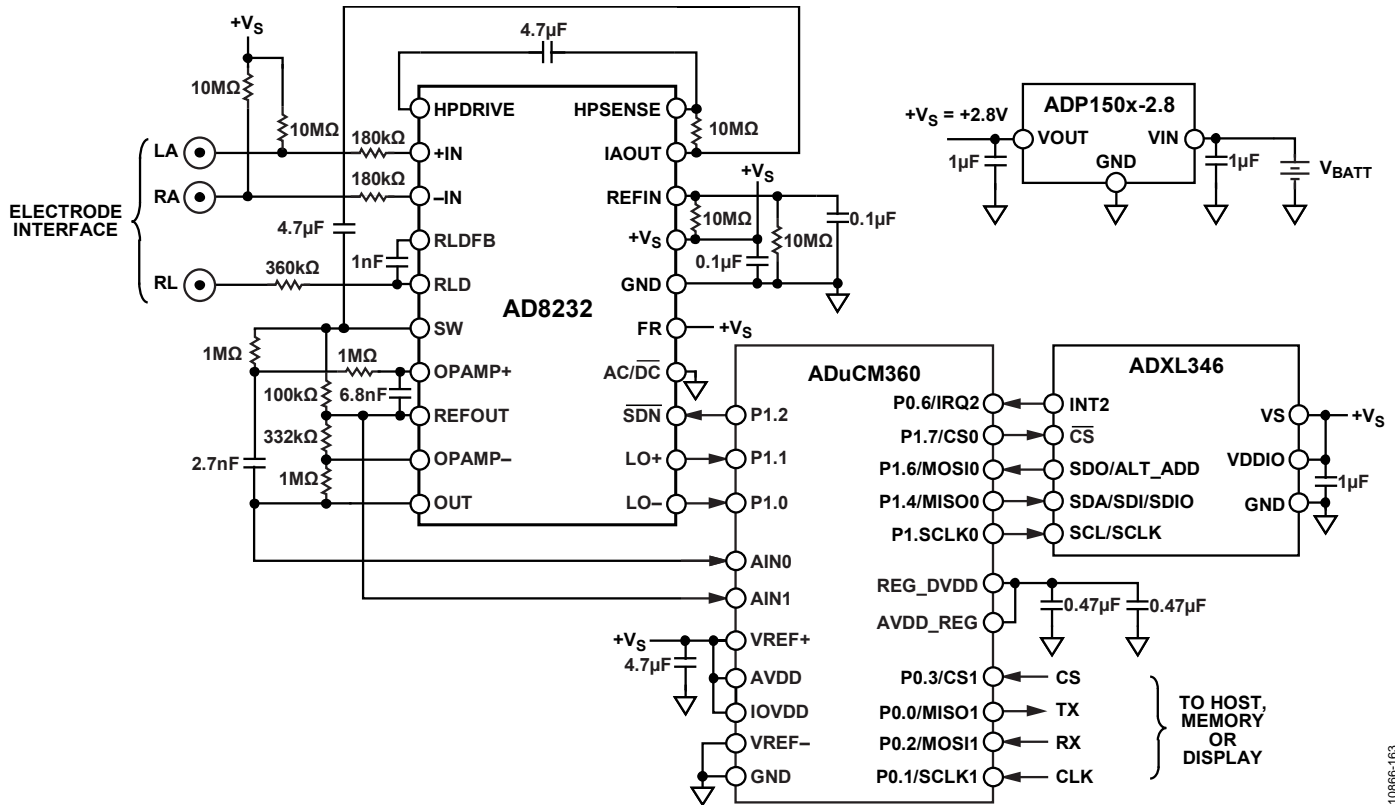 +VS
10MΩ
10MΩ
LA
RA
RL
ELECTRODE
INTERFACE
180kΩ
180kΩ
4.7µF
1nF
360kΩ
1MΩ
1MΩ
100kΩ
6.8nF
332kΩ
2.7nF
1MΩ
4.7µF
HPDRIVE
+IN
–IN
RLDFB
RLD
SW
OPAMP+
REFOUT
OPAMP–
OUT
AD8232
HPSENSE
IAOUT
REFIN
+VS
GND
FR
AC/DC
SDN
LO+
LO–
10MΩ
+VS
10MΩ
10MΩ
0.1µF
0.1µF
+VS
ADP150x-2.8
+VS = +2.8V
VOUT
VIN
GND
1µF
1µF
VBATT
ADuCM360
P1.2
P1.1
P1.0
AIN0
AIN1
VREF+
AVDD
IOVDD
VREF–
GND
+VS
4.7µF
P0.6/IRQ2
P1.7/CS0
P1.6/MOSI0
P1.4/MISO0
P1.SCLK0
REG_DVDD
AVDD_REG
P0.3/CS1
P0.0/MISO1
P0.2/MOSI1
P0.1/SCLK1
0.47µF
0.47µF
CS
TX
RX
CLK
TO HOST,
MEMORY
OR
DISPLAY
ADXL346
INT2
CS
SDO/ALT_ADD
SDA/SDI/SDIO
SCL/SCLK
VS
VDDIO
GND
+VS
1µF
10866-163